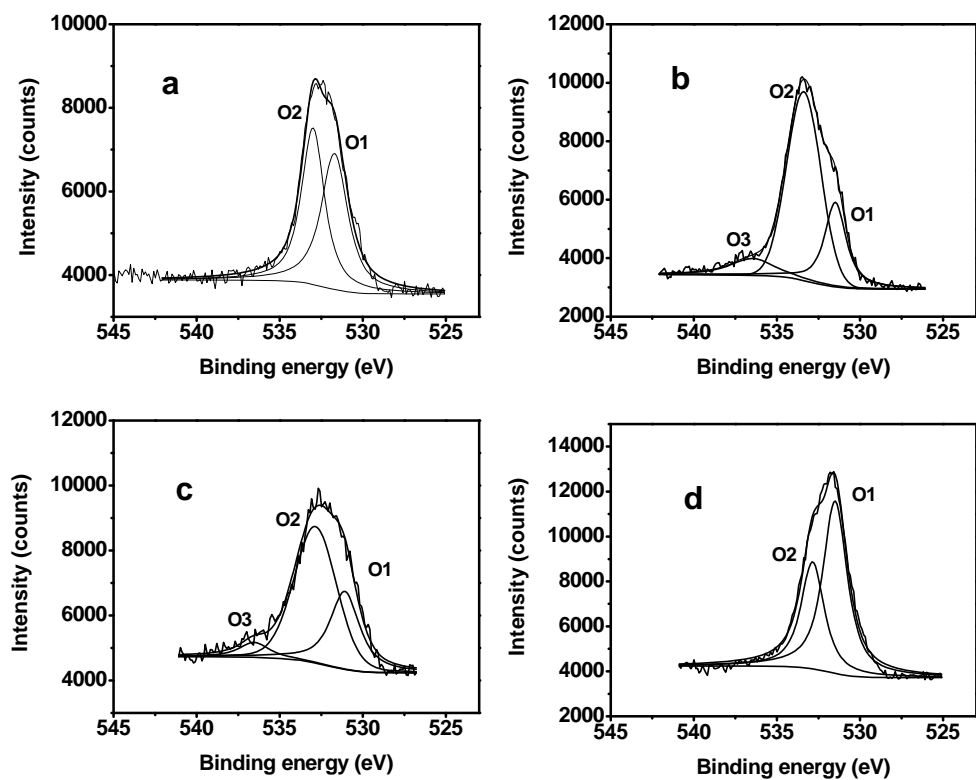 10000
8000
6000
4000
Intensity (counts)
a
O2
O1
545 540 535 530 525
Binding energy (eV)
12000
10000
8000
6000
4000
2000
Intensity (counts)
b
O2
O1
O3
545 540 535 530 525
Binding energy (eV)
12000
10000
8000
6000
4000
Intensity (counts)
c
O2
O1
O3
545 540 535 530 525
Binding energy (eV)
14000
12000
10000
8000
6000
4000
2000
Intensity (counts)
d
O1
O2
545 540 535 530 525
Binding energy (eV)